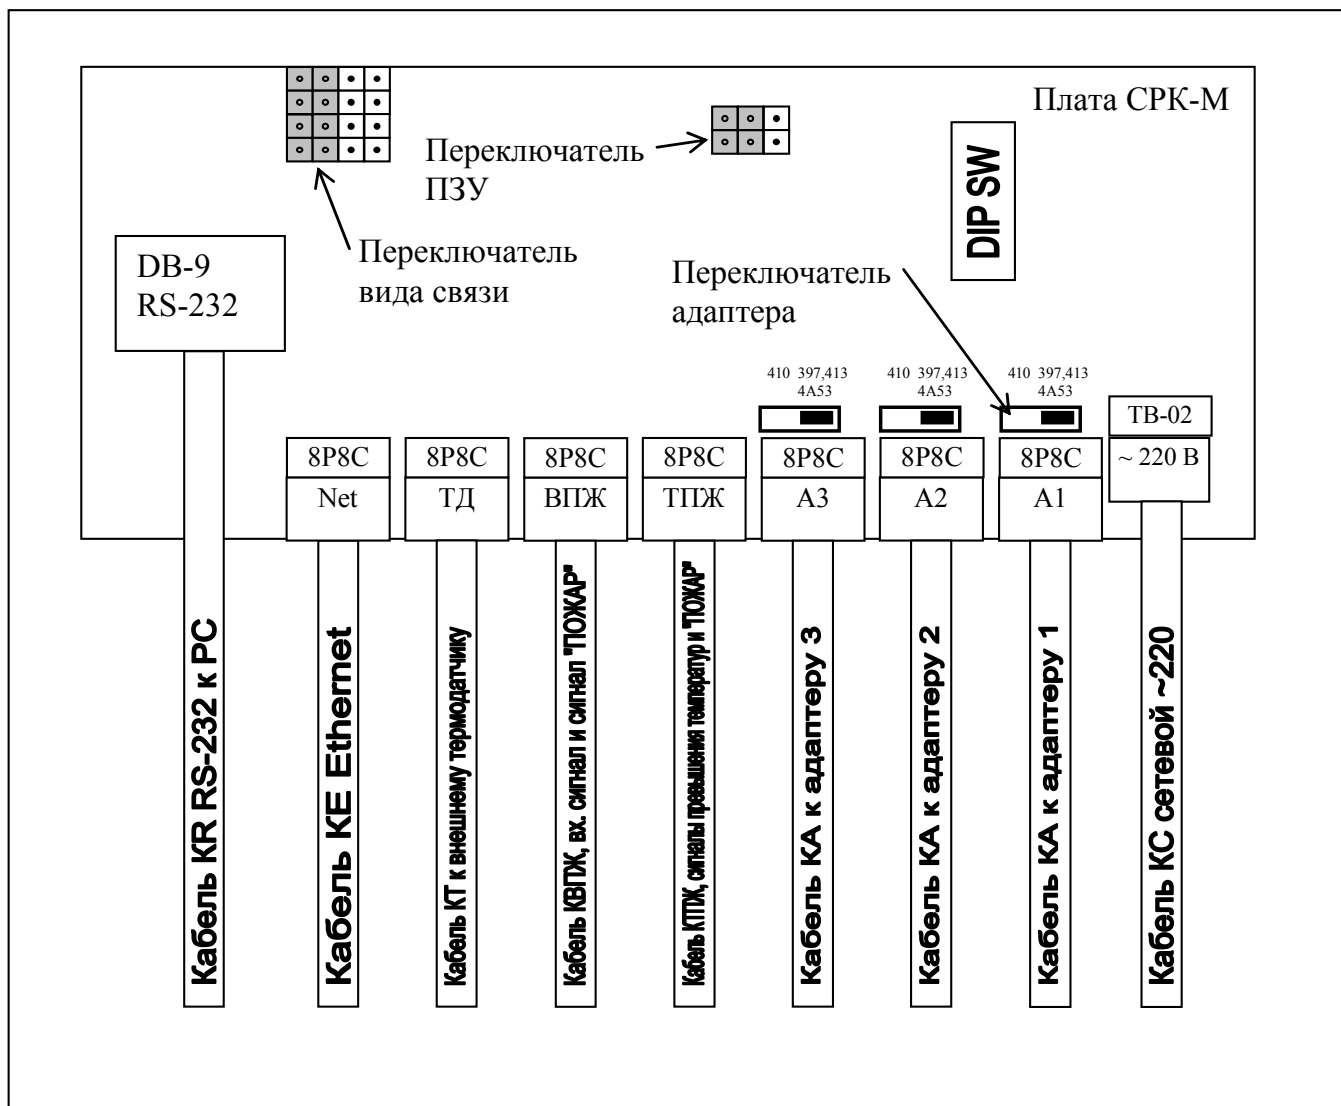 Плата СРК-М
Переключатель
ПЗУ
DIP SW
DB-9
RS-232
Переключатель
вида связи
Переключатель
адаптера
410 397,413
4А53
410 397,413
4А53
410 397,413
4А53
ТВ-02
8Р8С
8Р8С
8Р8С
8Р8С
8Р8С
8Р8С
8Р8С
~ 220 В
Net
ТД
ВПЖ
ТПЖ
А3
А2
А1
Кабель KR RS-232 к PC
Кабель KE Ethernet
Кабель КТ к внешнему термодатчику
Кабель КВПЖ, вх. сигнал и сигнал "ПОЖАР"
Кабель КТПЖ, сигналы превышения температур и "ПОЖАР"
Кабель КА к адаптеру 3
Кабель КА к адаптеру 2
Кабель КА к адаптеру 1
Кабель КС сетевой ~220